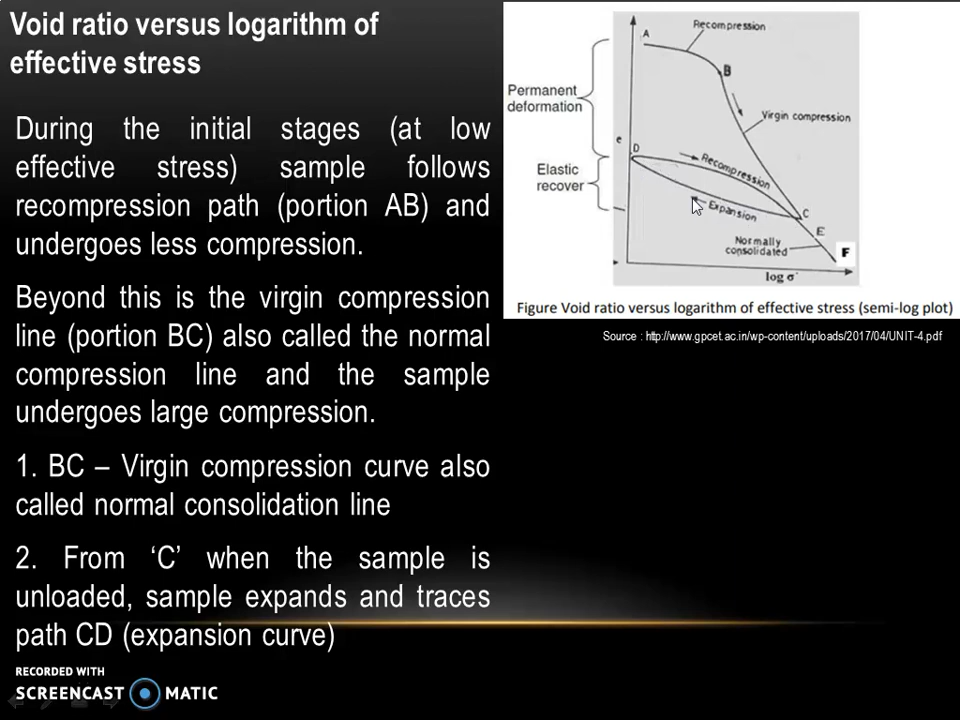 Void ratio versus logarithm of
effective stress
During the initial stages (at low
effective stress) sample follows
recompression path (portion AB) and
undergoes less compression.
Beyond this is the virgin compression
line (portion BC) also called the normal
compression line and the sample
undergoes large compression.
1. BC – Virgin compression curve also
called normal consolidation line
2. From ‘C’ when the sample is
unloaded, sample expands and traces
path CD (expansion curve)
RECORDED WITH
SCREENCAST MATIC
A
Recompression
B
Permanent
deformation
Virgin compression
e
D
Recompression
Elastic
recover
Expansion
C
E
Normally
consolidated
F
log σ'
Figure Void ratio versus logarithm of effective stress (semi-log plot)
Source : http://www.gpcet.ac.in/wp-content/uploads/2017/04/UNIT-4.pdf